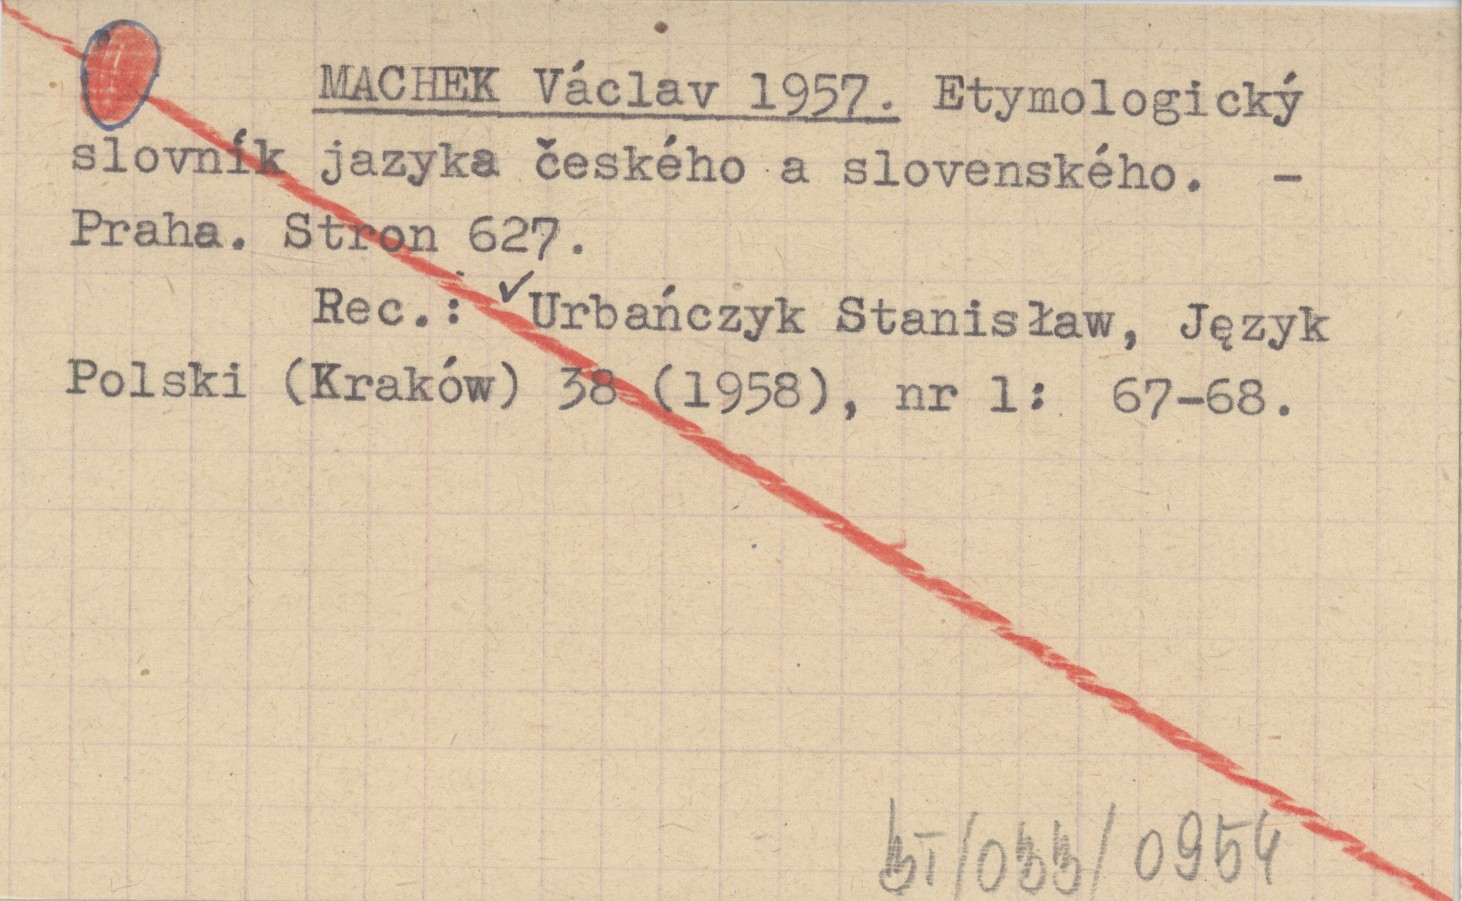 MACHEK Václav 1957. Etymologický
slovník jazyka českého a slovenského. –
Praha. Stron 627.
Rec.: ✓Urbańczyk Stanisław, Język
Polski (Kraków) 38 (1958), nr 1: 67-68.
/033/0954